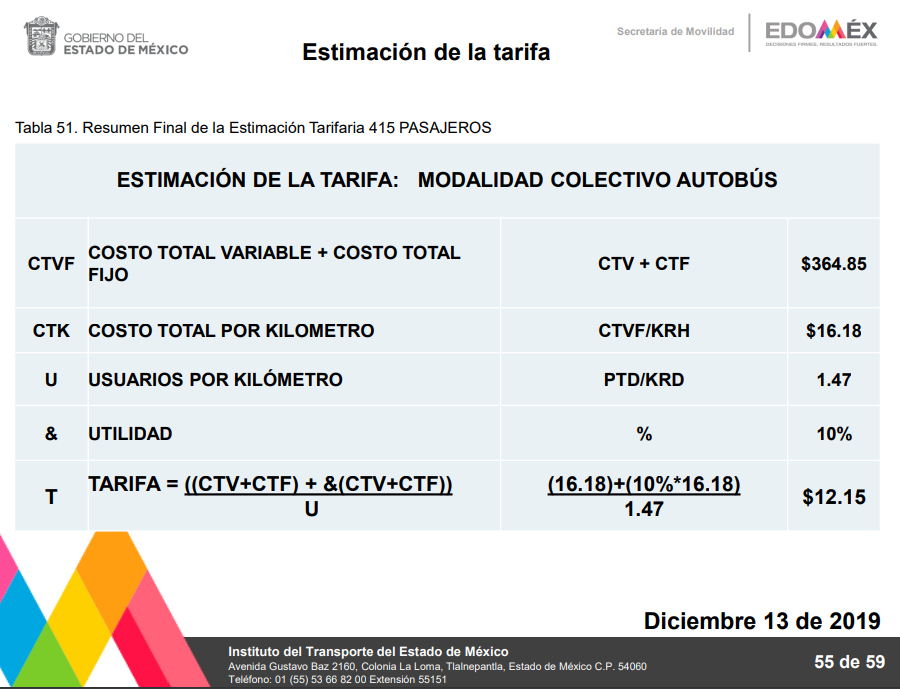 GOBIERNO DEL
ESTADO DE MÉXICO
Estimación de la tarifa
Secretaría de Movilidad
EDOMÉX
DECISIONES FIRMES, RESULTADOS FUERTES.
Tabla 51. Resumen Final de la Estimación Tarifaria 415 PASAJEROS
ESTIMACIÓN DE LA TARIFA: MODALIDAD COLECTIVO AUTOBÚS
CTVF COSTO TOTAL VARIABLE + COSTO TOTAL FIJO CTV + CTF $364.85
CTK COSTO TOTAL POR KILOMETRO CTVF/KRH $16.18
U USUARIOS POR KILÓMETRO PTD/KRD 1.47
& UTILIDAD % 10%
T TARIFA = ((CTV+CTF) + &(CTV+CTF)) (16.18)+(10%*16.18) $12.15
U 1.47
Diciembre 13 de 2019
Instituto del Transporte del Estado de México
Avenida Gustavo Baz 2160, Colonia La Loma, Tlalnepantla, Estado de México C.P. 54060
Teléfono: 01 (55) 53 66 82 00 Extensión 55151
55 de 59